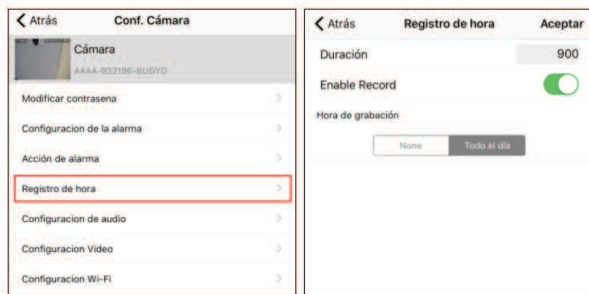 Atrás
Conf. Cámara
Cámara
AAAA-932196-BUGYD
Modificar contrasena
Configuracion de la alarma
Acción de alarma
Registro de hora
Configuracion de audio
Configuracion Video
Configuracion Wi-Fi
Atrás
Registro de hora
Aceptar
Duración
900
Enable Record
Hora de grabación
None
Todo el día